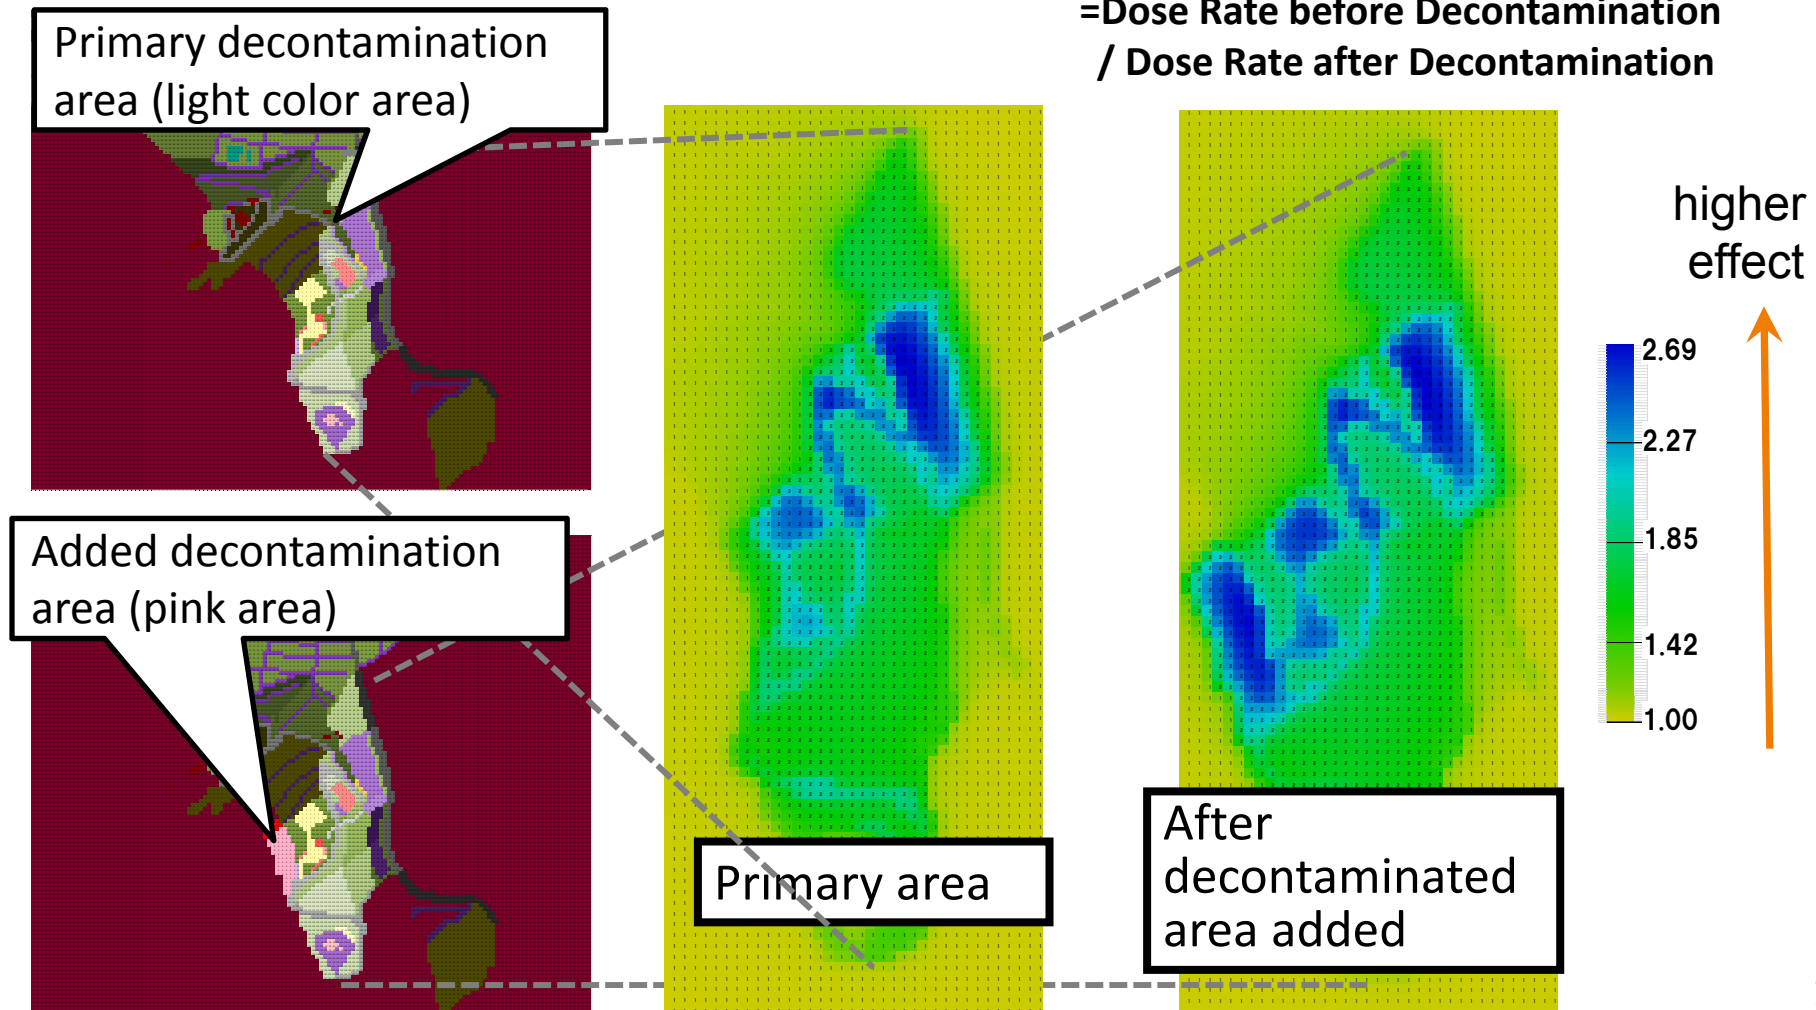 =Dose Rate before Decontamination
/ Dose Rate after Decontamination
Primary decontamination
area (light color area)
Added decontamination
area (pink area)
Primary area
After
decontaminated
area added
higher
effect
2.69
2.27
1.85
1.42
1.00